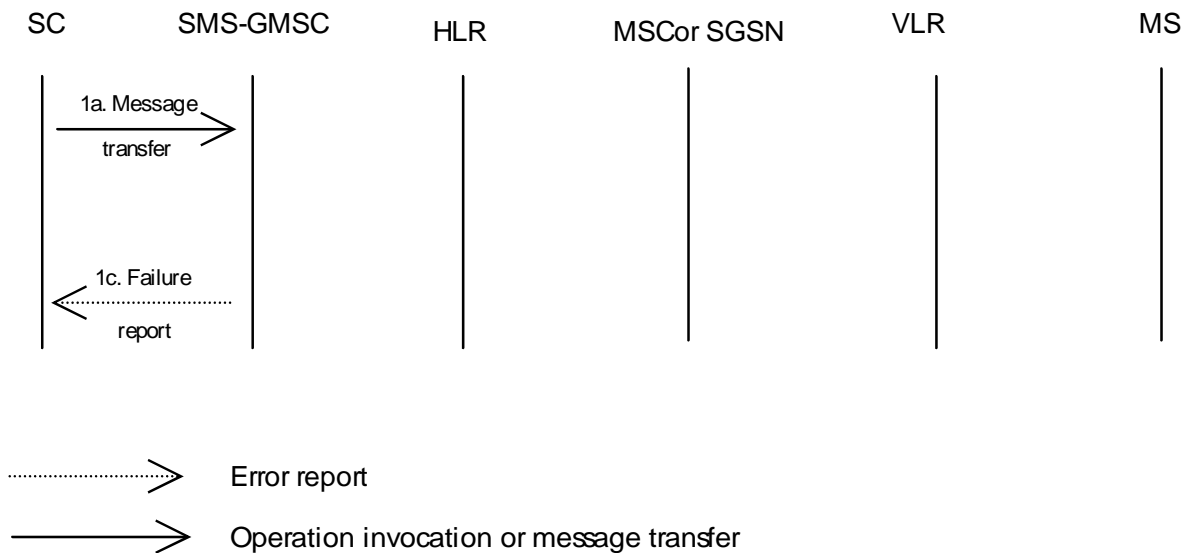 SC SMS-GMSC HLR MSCor SGSN VLR MS
1a. Message
transfer
1c. Failure
report
Error report
Operation invocation or message transfer